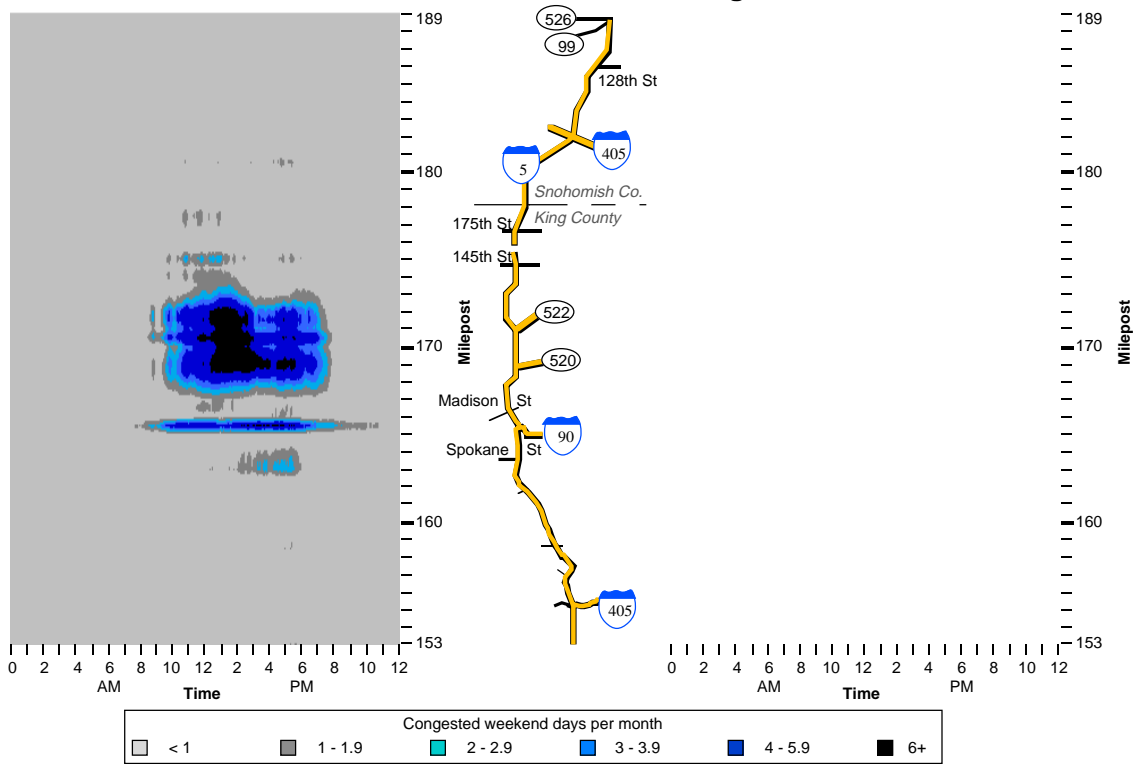 189
180
170
160
153
Milepost
0 2 4 6 8 10 12 2 4 6 8 10 12
AM PM
Time
526
99
128th St
405
5
Snohomish Co.
King County
175th St
145th St
522
520
Madison St
90
Spokane St
405
189
180
170
160
153
Milepost
0 2 4 6 8 10 12 2 4 6 8 10 12
AM PM
Time
Congested weekend days per month
< 1 1 - 1.9 2 - 2.9 3 - 3.9 4 - 5.9 6+